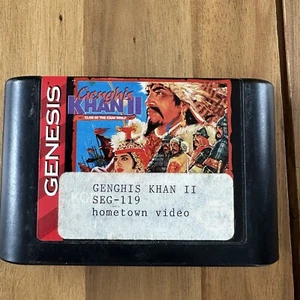 GENESIS
Genghis
KHAN II
CLAN OF THE GRAY WOLF
GENGHIS KHAN II
SEG-119
hometown video